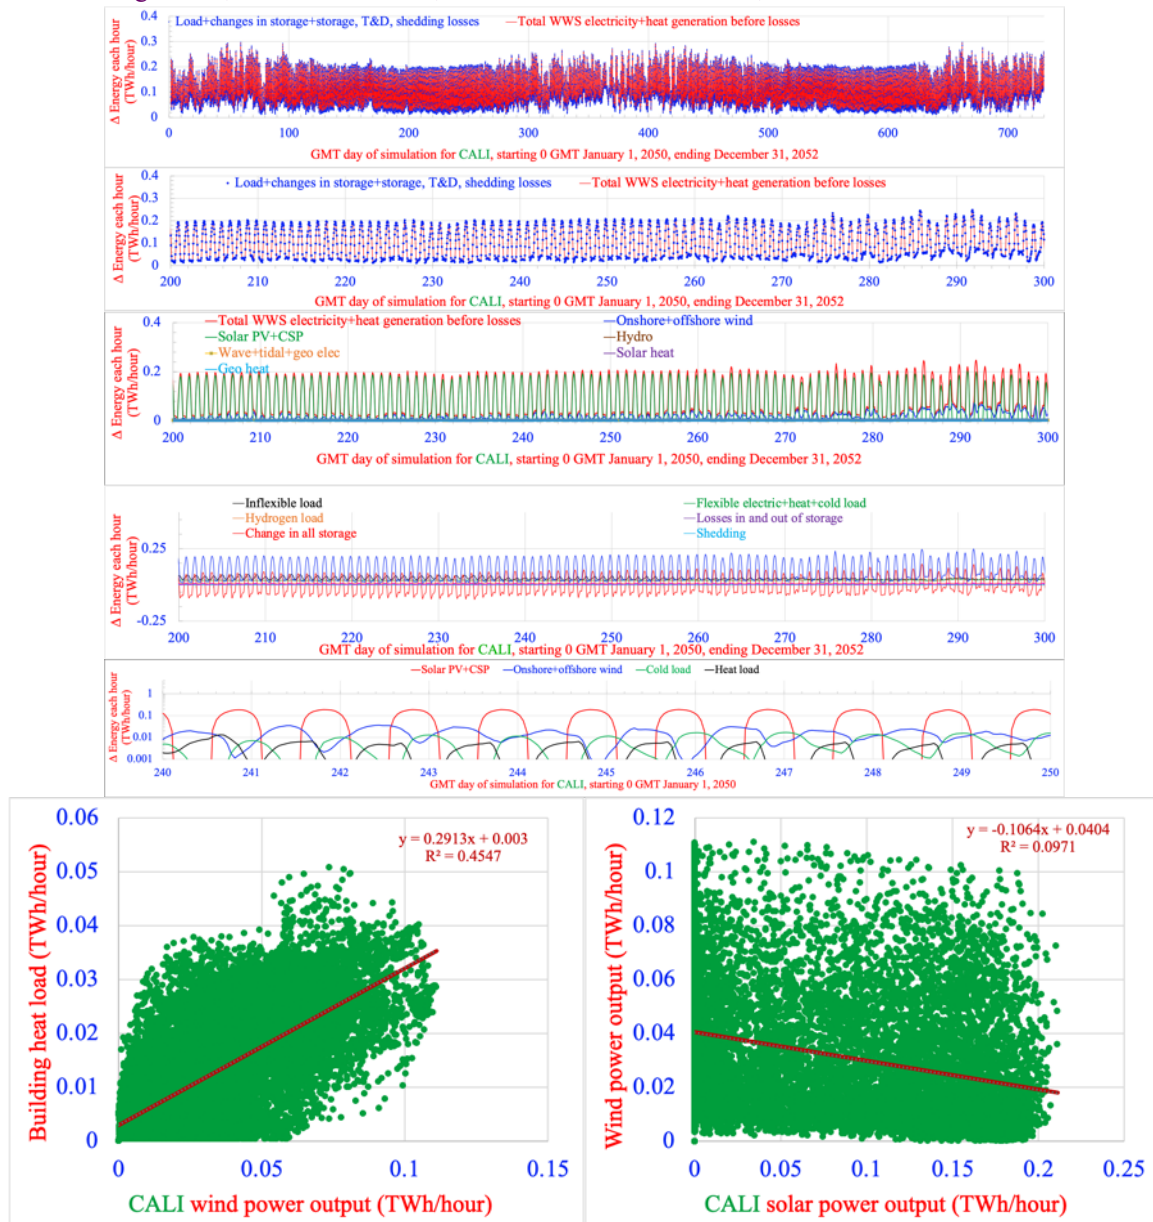 0.4
Load+changes in storage+storage, T&D, shedding losses
—Total WWS electricity+heat generation before losses
0.3
0.2
0.1
0
Δ Energy each hour
(TWh/hour)
0 100 200 300 400 500 600 700
GMT day of simulation for CALI, starting 0 GMT January 1, 2050, ending December 31, 2052
0.4
Load+changes in storage+storage, T&D, shedding losses
—Total WWS electricity+heat generation before losses
0.3
0.2
0.1
0
Δ Energy each hour
(TWh/hour)
200 210 220 230 240 250 260 270 280 290 300
GMT day of simulation for CALI, starting 0 GMT January 1, 2050, ending December 31, 2052
0.4
—Total WWS electricity+heat generation before losses
—Onshore+offshore wind
—Solar PV+CSP
—Hydro
Wave+tidal+geo elec
—Solar heat
—Geo heat
0.2
0
Δ Energy each hour
(TWh/hour)
200 210 220 230 240 250 260 270 280 290 300
GMT day of simulation for CALI, starting 0 GMT January 1, 2050, ending December 31, 2052
—Inflexible load
—Flexible electric+heat+cold load
—Hydrogen load
—Losses in and out of storage
—Change in all storage
—Shedding
0.25
-0.25
Δ Energy each hour
(TWh/hour)
200 210 220 230 240 250 260 270 280 290 300
GMT day of simulation for CALI, starting 0 GMT January 1, 2050, ending December 31, 2052
—Solar PV+CSP —Onshore+offshore wind —Cold load —Heat load
1
0.1
0.01
0.001
Δ Energy each hour
(TWh/hour)
240 241 242 243 244 245 246 247 248 249 250
GMT day of simulation for CALI, starting 0 GMT January 1, 2050
0.06
0.05
0.04
0.03
0.02
0.01
0
y = 0.2913x + 0.003
R² = 0.4547
Building heat load (TWh/hour)
0 0.05 0.1 0.15
CALI wind power output (TWh/hour)
0.12
0.1
0.08
0.06
0.04
0.02
0
y = -0.1064x + 0.0404
R² = 0.0971
Wind power output (TWh/hour)
0 0.05 0.1 0.15 0.2 0.25
CALI solar power output (TWh/hour)